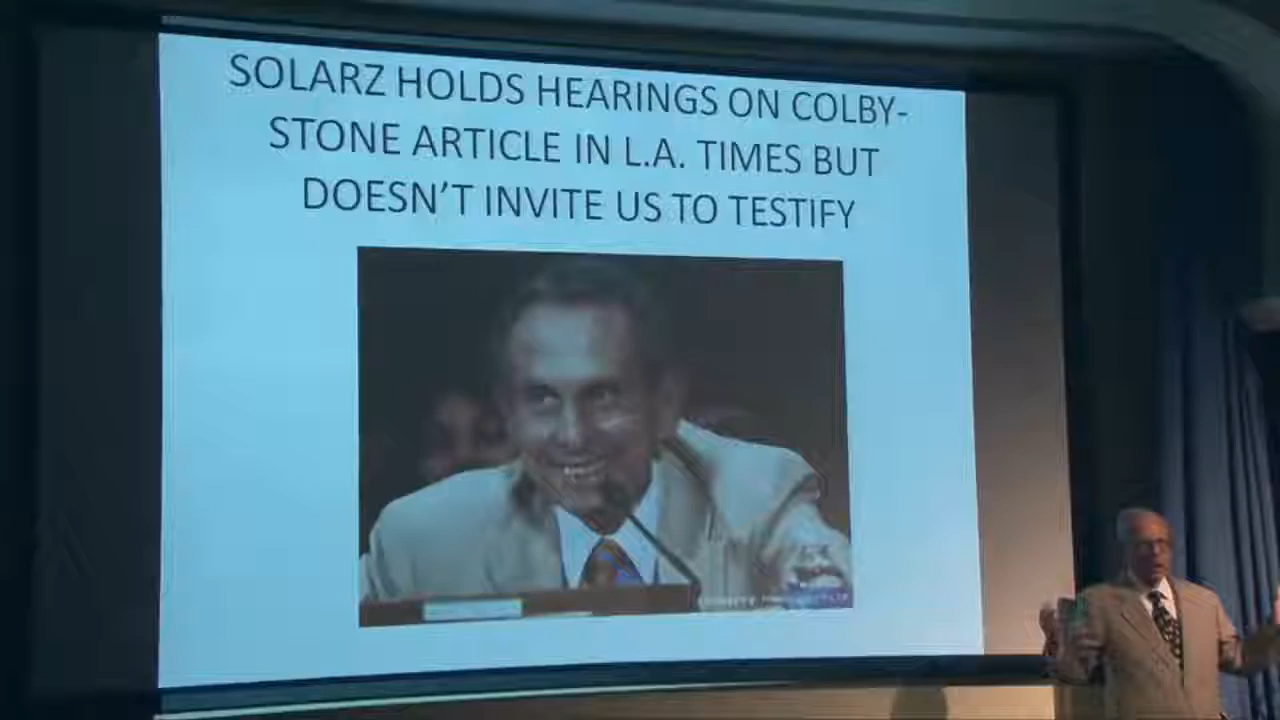 SOLARZ HOLDS HEARINGS ON COLBY-
STONE ARTICLE IN L.A. TIMES BUT
DOESN'T INVITE US TO TESTIFY